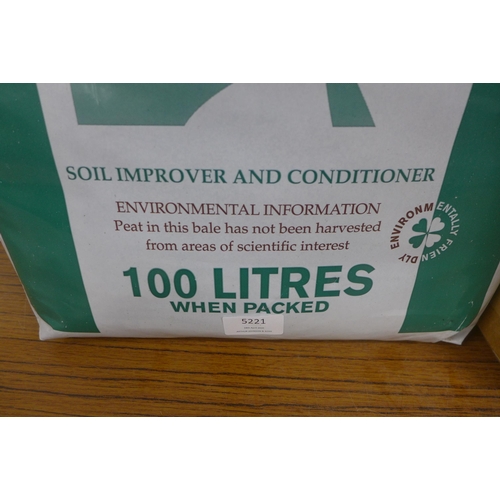 SOIL IMPROVER AND CONDITIONER
ENVIRONMENTAL INFORMATION
Peat in this bale has not been harvested
from areas of scientific interest
ENVIRONMENTALLY FRIENDLY
100 LITRES
WHEN PACKED
5221